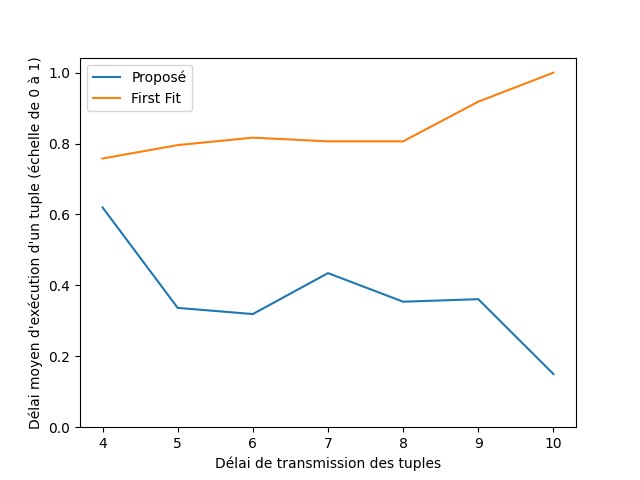 Proposé
First Fit
Délai moyen d'exécution d'un tuple (échelle de 0 à 1)
1.0
0.8
0.6
0.4
0.2
0.0
4 5 6 7 8 9 10
Délai de transmission des tuples